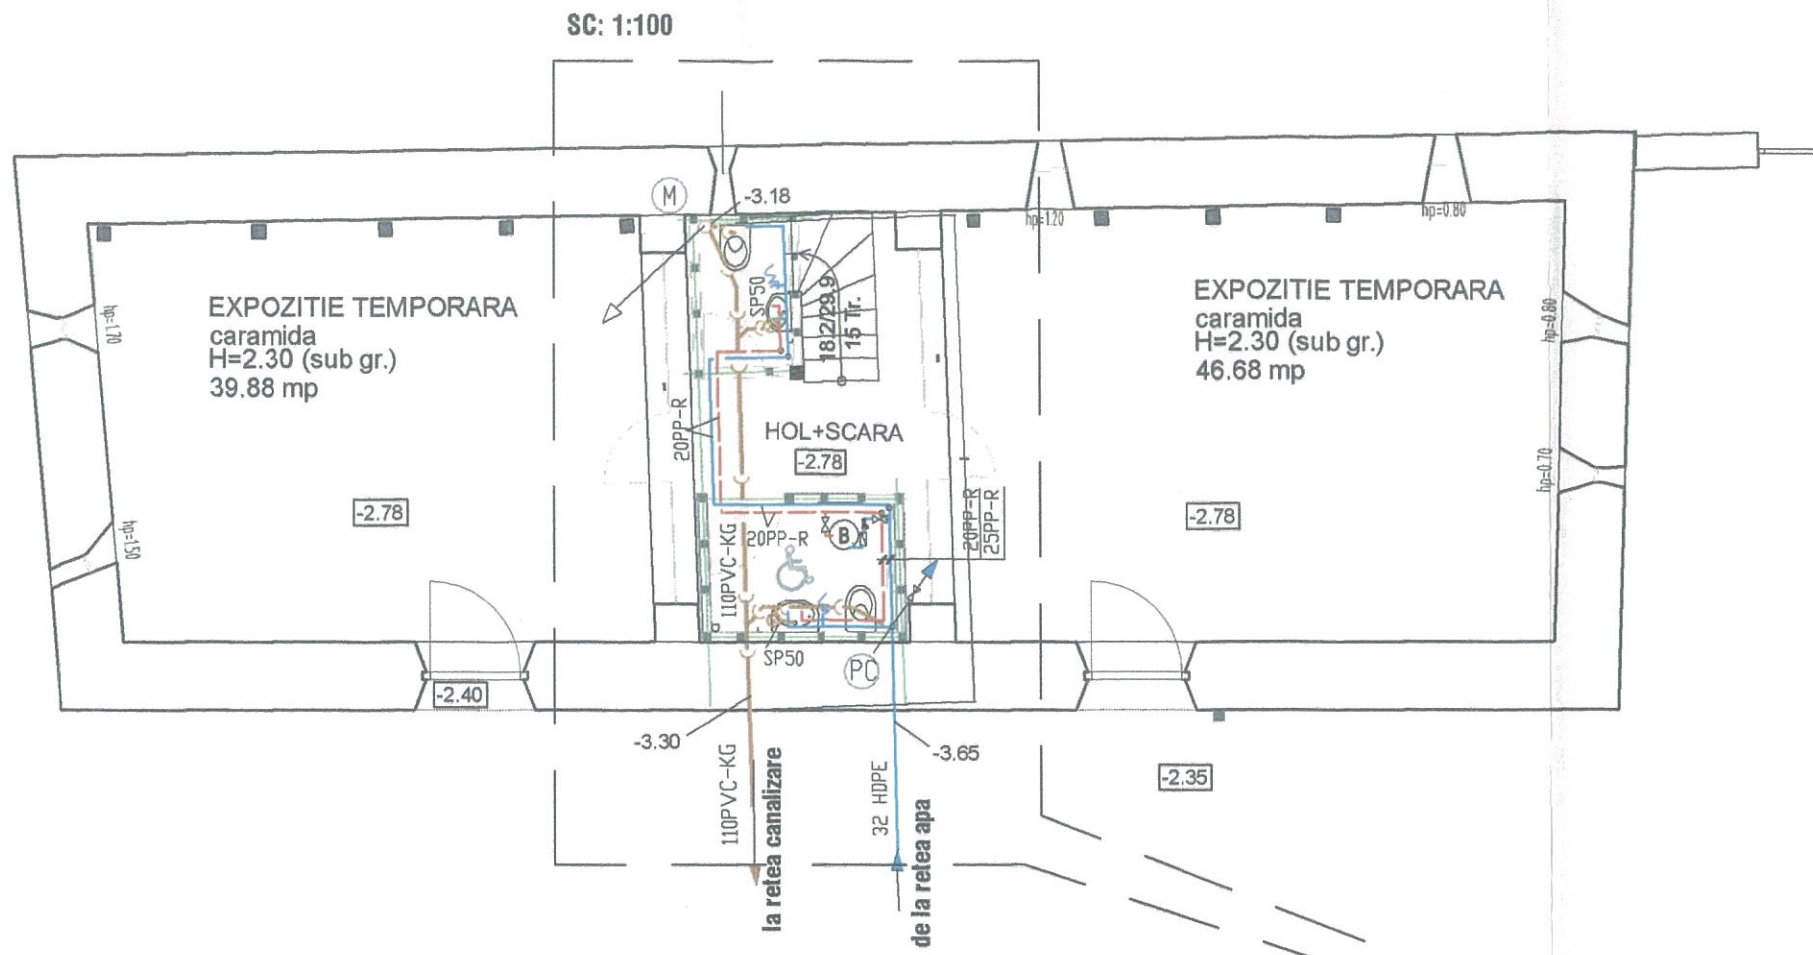 SC: 1:100
M
-3.18
hp=1.20
hp=0.80
EXPOZITIE TEMPORARA
caramida
H=2.30 (sub gr.)
39.88 mp
hp=1.70
SP50
18.2/29.9
15 Tr.
EXPOZITIE TEMPORARA
caramida
H=2.30 (sub gr.)
46.68 mp
hp=0.80
20PP-R
HOL+SCARA
-2.78
hp=0.70
-2.78
hp=1.50
110PVC-KG
20PP-R
B
20PP-R
25PP-R
-2.78
SP50
PC
-2.40
-3.30
-3.65
-2.35
110PVC-KG
la retea canalizare
32 HDPE
de la retea apa